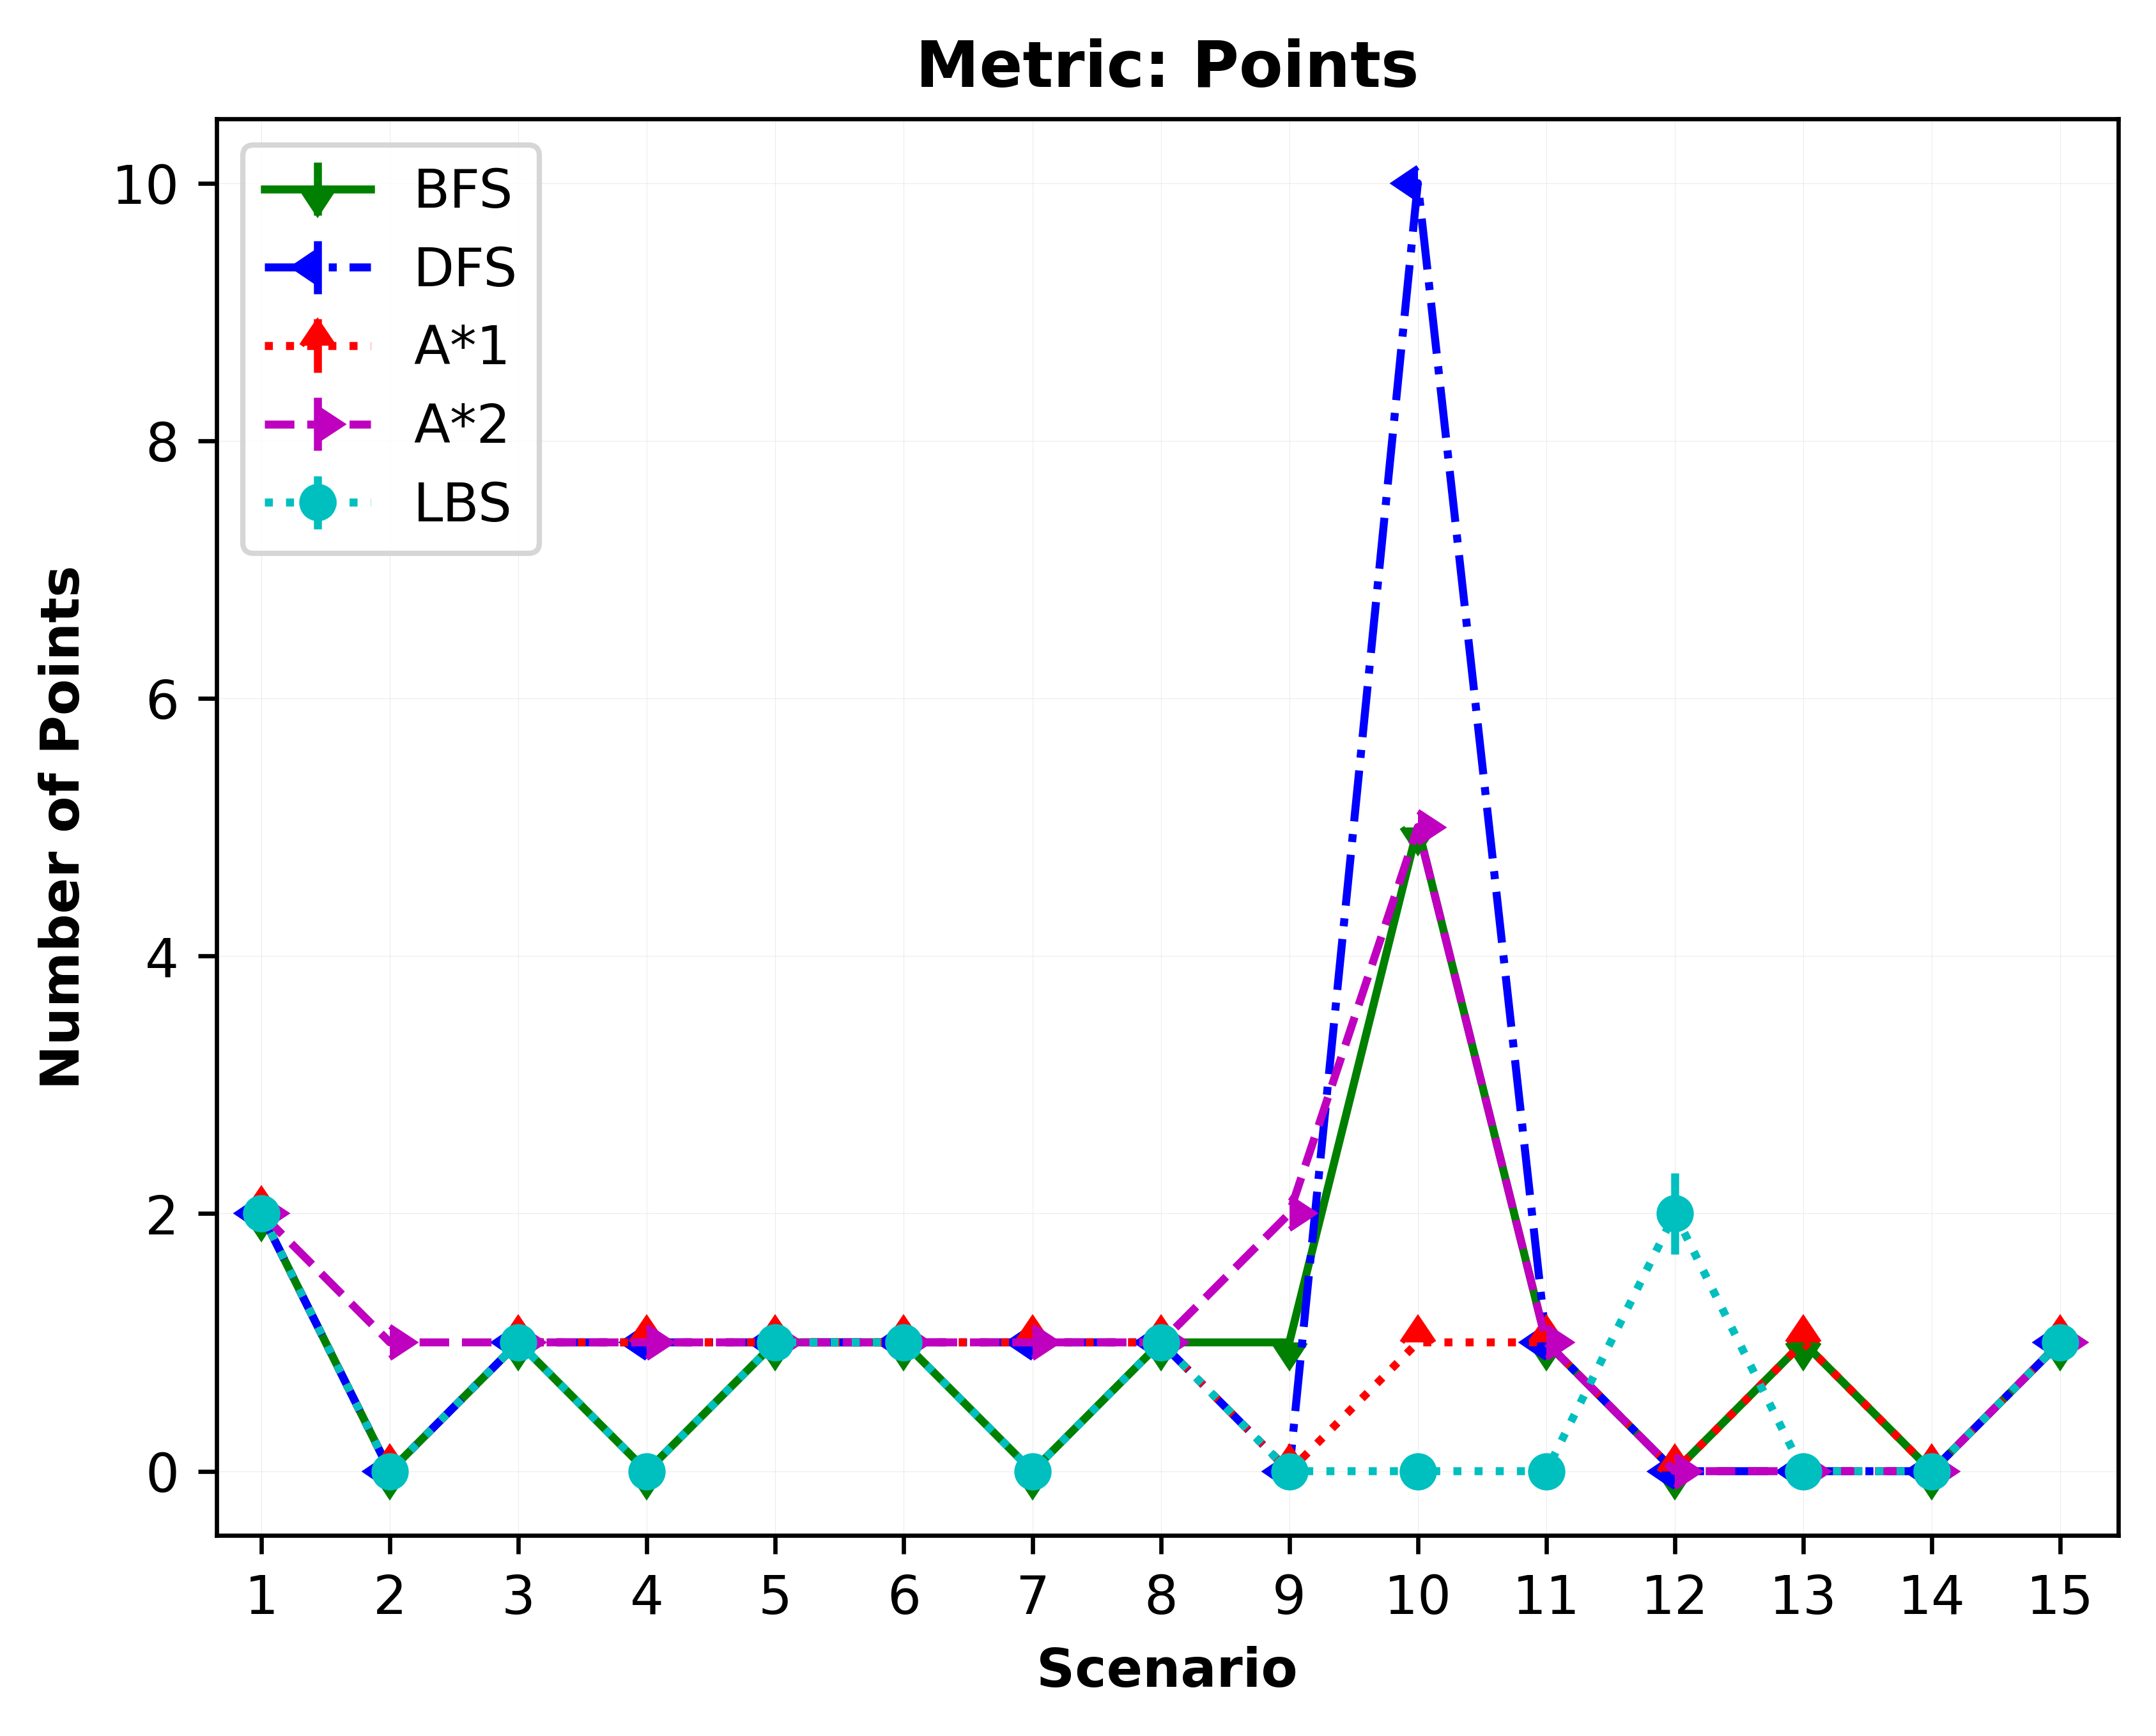 Metric: Points
10
8
6
4
2
0
Number of Points
BFS
DFS
A*1
A*2
LBS
1 2 3 4 5 6 7 8 9 10 11 12 13 14 15
Scenario